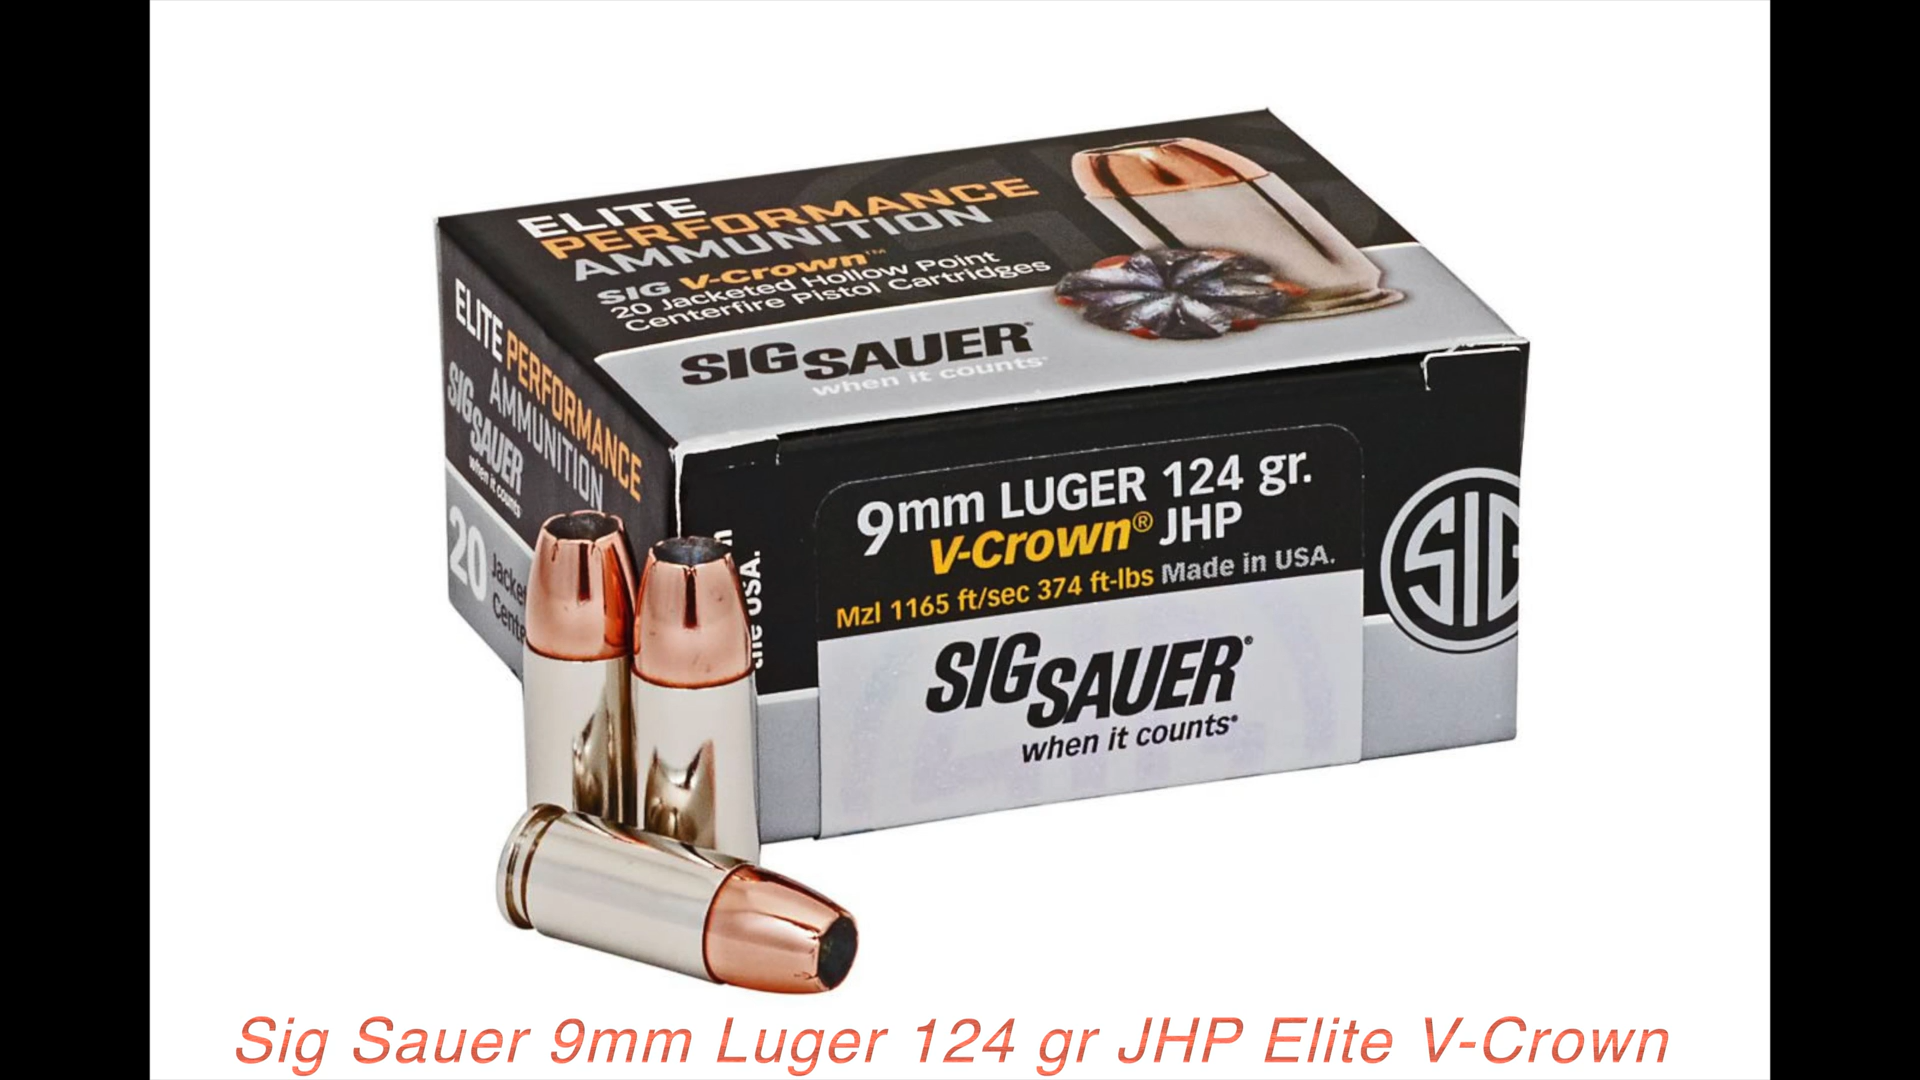 ELITE
PERFORMANCE
AMMUNITION
SIG V-Crown™
20 Jacketed Hollow Point
Centerfire Pistol Cartridges
SIG SAUER
when it counts
ELITE PERFORMANCE
AMMUNITION
SIG SAUER
when it counts
20
9mm LUGER 124 gr.
V-Crown® JHP
Mzl 1165 ft/sec 374 ft-lbs Made in USA.
SIG SAUER
when it counts
SIG
the USA.
Sig Sauer 9mm Luger 124 gr JHP Elite V-Crown